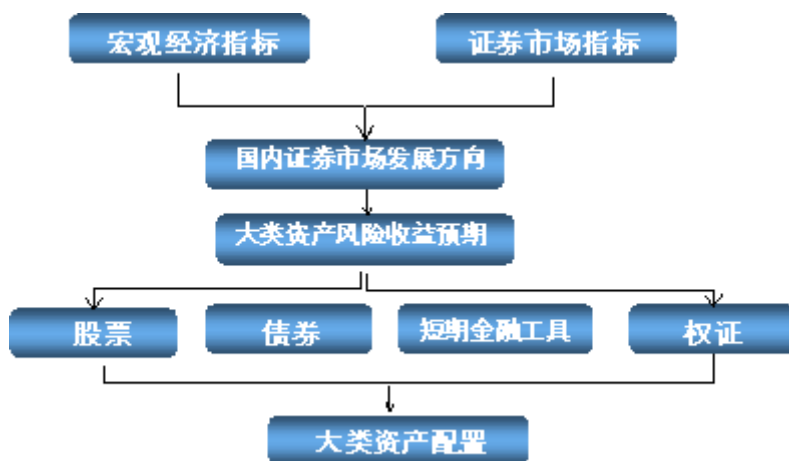 宏观经济指标
证券市场指标
国内证券市场发展方向
大类资产风险收益预期
股票
债券
短期金融工具
权证
大类资产配置